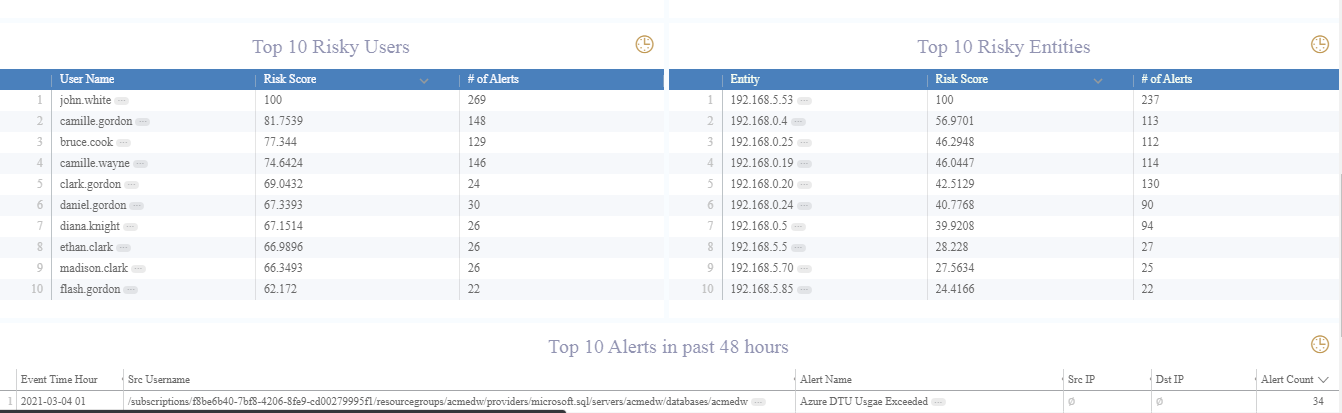 Top 10 Risky Users
Top 10 Risky Entities
User Name Risk Score # of Alerts
1 john.white 100 269
2 camille.gordon 81.7539 148
3 bruce.cook 77.344 129
4 camille.wayne 74.6424 146
5 clark.gordon 69.0432 24
6 daniel.gordon 67.3393 30
7 diana.knight 67.1514 26
8 ethan.clark 66.9896 26
9 madison.clark 66.3493 26
10 flash.gordon 62.172 22
Entity Risk Score # of Alerts
1 192.168.5.53 100 237
2 192.168.0.4 56.9701 113
3 192.168.0.25 46.2948 112
4 192.168.0.19 46.0447 114
5 192.168.0.20 42.5129 130
6 192.168.0.24 40.7768 90
7 192.168.0.5 39.9208 94
8 192.168.5.5 28.228 27
9 192.168.5.70 27.5634 25
10 192.168.5.85 24.4166 22
Top 10 Alerts in past 48 hours
Event Time Hour Src Username Alert Name Src IP Dst IP Alert Count
1 2021-03-04 01 /subscriptions/f8be6b40-7bf8-4206-8fe9-cd00279995f1/resourcegroups/acmedw/providers/microsoft.sql/servers/acmedw/databases/acmedw Azure DTU Usgae Exceeded Ø Ø 34